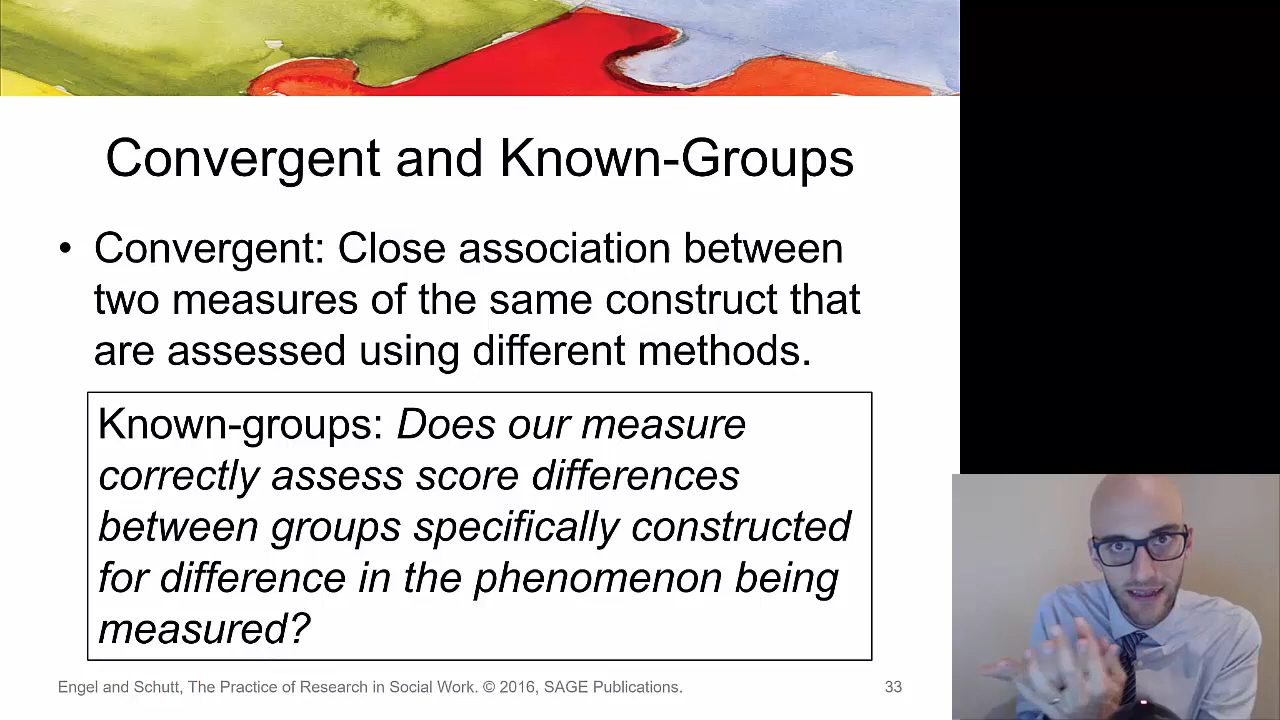 Convergent and Known-Groups
• Convergent: Close association between
two measures of the same construct that
are assessed using different methods.
Known-groups: Does our measure
correctly assess score differences
between groups specifically constructed
for difference in the phenomenon being
measured?
Engel and Schutt, The Practice of Research in Social Work. © 2016, SAGE Publications. 33